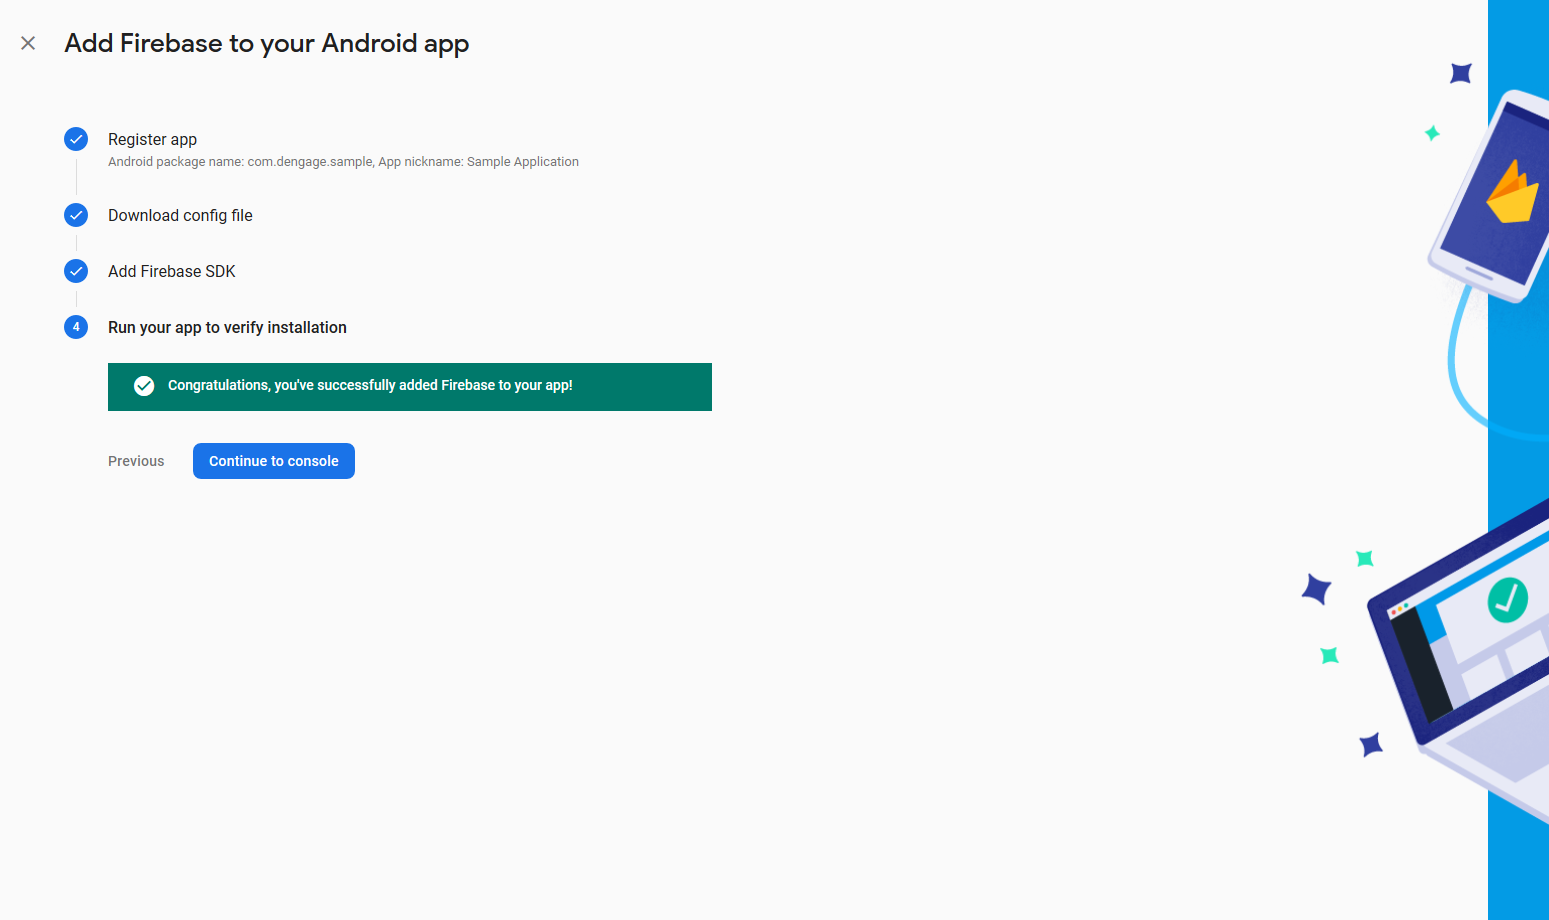 Add Firebase to your Android app
Register app
Android package name: com.dengage.sample, App nickname: Sample Application
Download config file
Add Firebase SDK
4 Run your app to verify installation
Congratulations, you've successfully added Firebase to your app!
Previous Continue to console